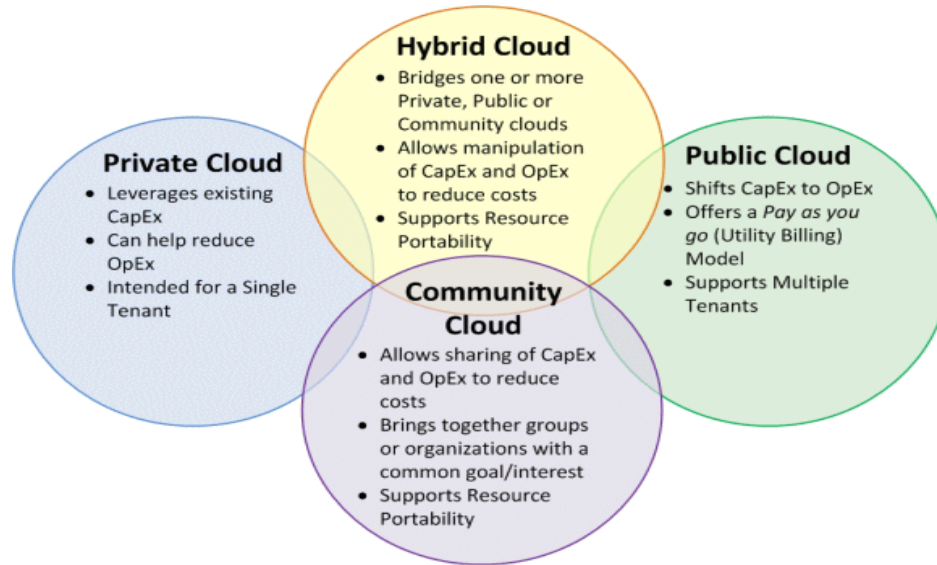 Hybrid Cloud
• Bridges one or more
Private, Public or
Community clouds
• Allows manipulation
of CapEx and OpEx
to reduce costs
• Supports Resource
Portability
Private Cloud
• Leverages existing
CapEx
• Can help reduce
OpEx
• Intended for a Single
Tenant
Public Cloud
• Shifts CapEx to OpEx
• Offers a Pay as you
go (Utility Billing)
Model
• Supports Multiple
Tenants
Community
Cloud
• Allows sharing of CapEx
and OpEx to reduce
costs
• Brings together groups
or organizations with a
common goal/interest
• Supports Resource
Portability